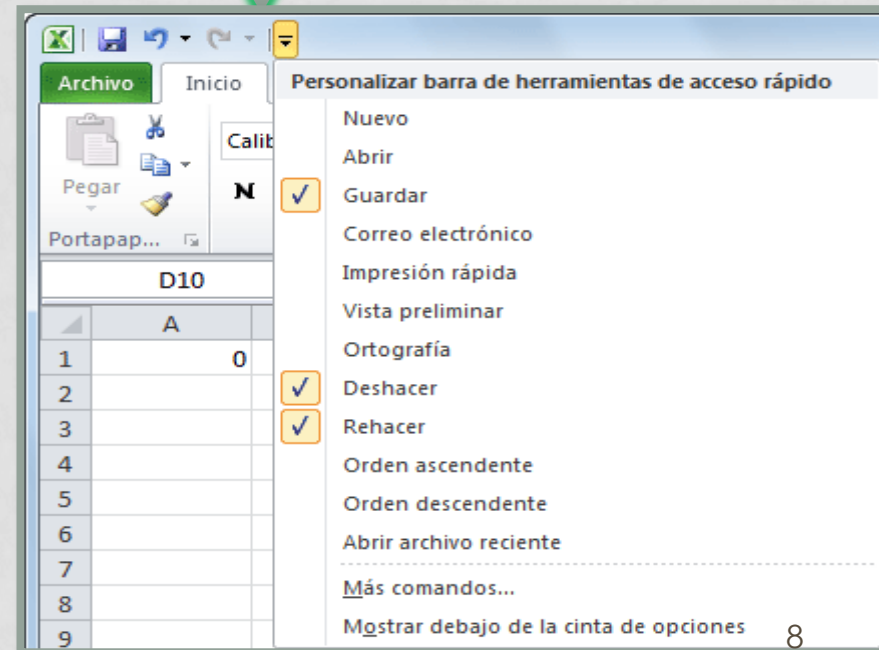 Archivo Inicio
Calib
Pegar
N
Portapap...
D10
A
1 0
2
3
4
5
6
7
8
9
Personalizar barra de herramientas de acceso rápido
Nuevo
Abrir
Guardar
Correo electrónico
Impresión rápida
Vista preliminar
Ortografía
Deshacer
Rehacer
Orden ascendente
Orden descendente
Abrir archivo reciente
Más comandos...
Mostrar debajo de la cinta de opciones
8